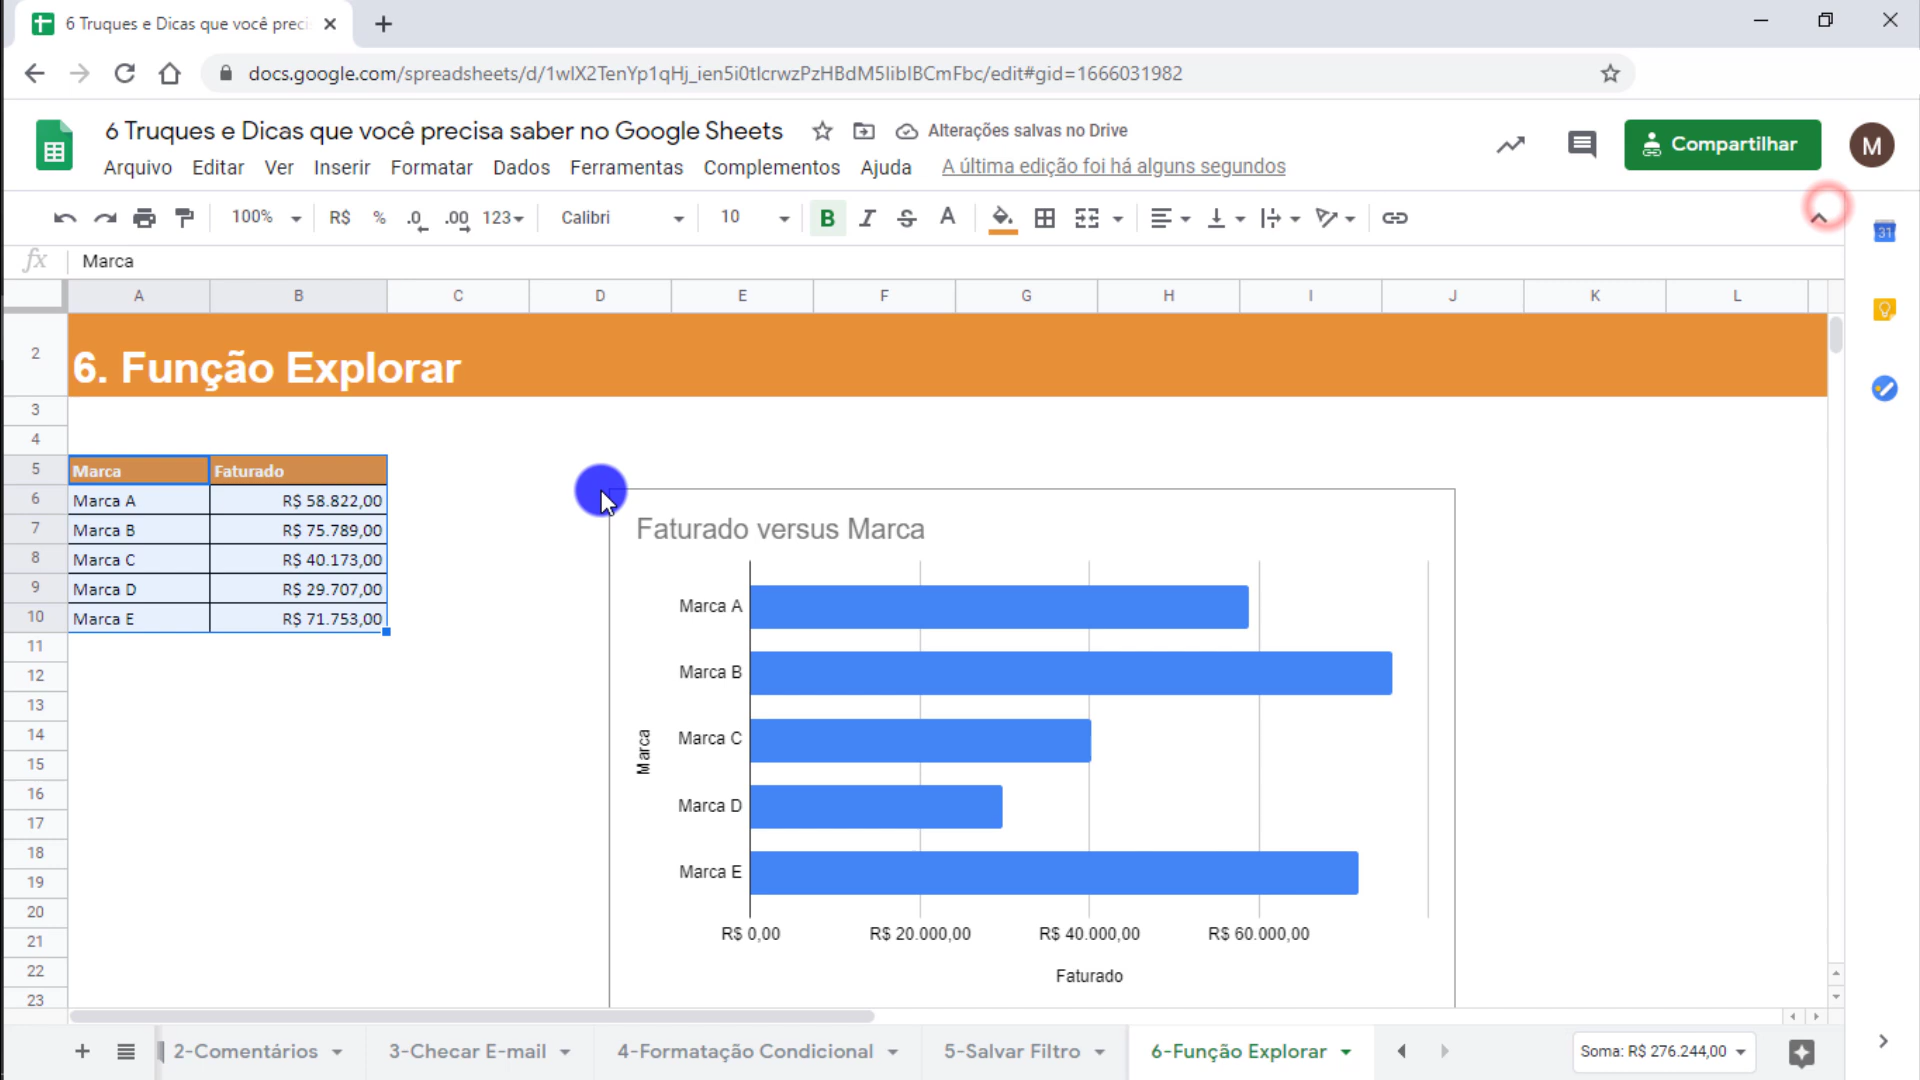 6 Truques e Dicas que você preci
docs.google.com/spreadsheets/d/1wlX2TenYp1qHj_ien5i0tIcrwzPzHBdM5IibIBCmFbc/edit#gid=1666031982
6 Truques e Dicas que você precisa saber no Google Sheets
Alterações salvas no Drive
Arquivo Editar Ver Inserir Formatar Dados Ferramentas Complementos Ajuda A última edição foi há alguns segundos
Compartilhar
M
100% R$ % .0 .00 123 Calibri 10 B I S A
31
fx Marca
A B C D E F G H I J K L
2 6. Função Explorar
3
4
5 Marca Faturado
6 Marca A R$ 58.822,00
7 Marca B R$ 75.789,00
8 Marca C R$ 40.173,00
9 Marca D R$ 29.707,00
10 Marca E R$ 71.753,00
11
12
13
14
15
16
17
18
19
20
21
22
23
Faturado versus Marca
Marca A
Marca B
Marca C
Marca D
Marca E
Marca
R$ 0,00 R$ 20.000,00 R$ 40.000,00 R$ 60.000,00
Faturado
2-Comentários 3-Checar E-mail 4-Formatação Condicional 5-Salvar Filtro 6-Função Explorar Soma: R$ 276.244,00